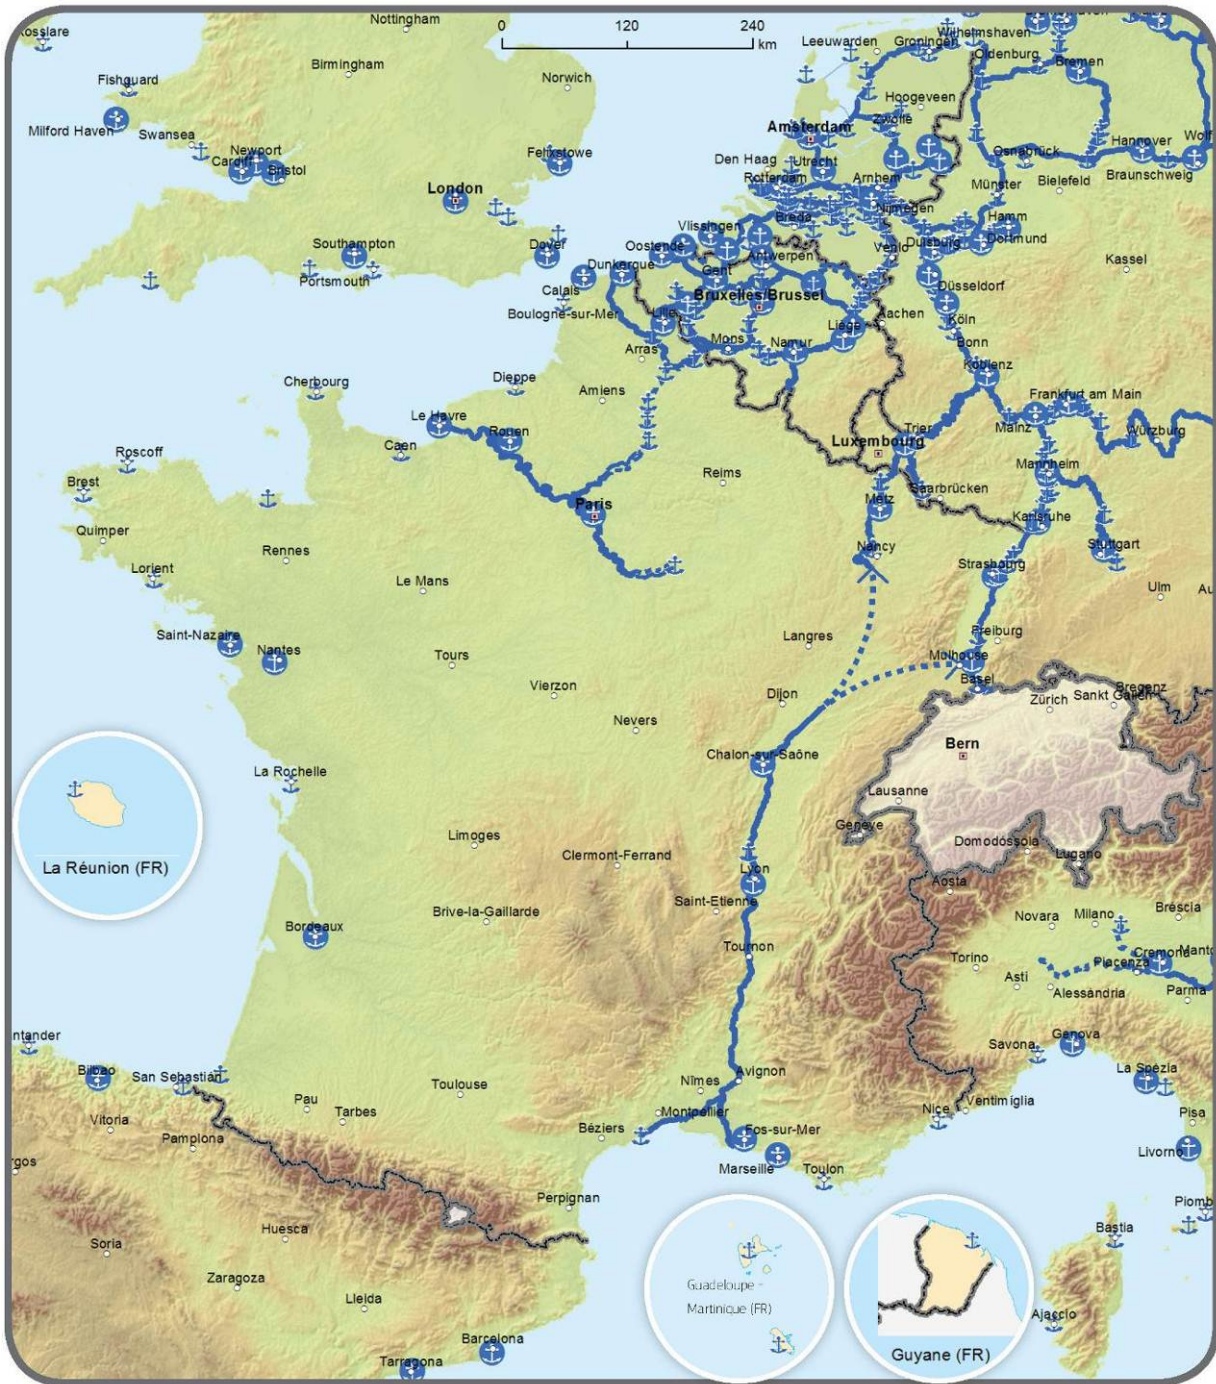 Rosslare
Nottingham
0 120 240
km
Wilhelmshaven
Leeuwarden
Groningen
Oldenburg
Bremen
Birmingham
Fishguard
Norwich
Hoogeveen
Milford Haven
Swansea
Newport
Cardiff
Bristol
Felixstowe
Amsterdam
Zwolle
Hannover
Osnabrück
Braunschweig
Den Haag
Utrecht
Rotterdam
Arnhem
Münster
Bielefeld
London
Nijmegen
Breda
Hamm
Vlissingen
Dortmund
Duisburg
Venlo
Southampton
Dover
Oostende
Antwerpen
Kassel
Dunkerque
Gent
Portsmouth
Calais
Düsseldorf
Bruxelles/Brussel
Boulogne-sur-Mer
Lille
Liège
Aachen
Köln
Mons
Namur
Bonn
Arras
Koblenz
Cherbourg
Dieppe
Amiens
Frankfurt am Main
Le Havre
Rouen
Mainz
Trier
Würzburg
Luxembourg
Caen
Roscoff
Reims
Mannheim
Brest
Saarbrücken
Metz
Paris
Karlsruhe
Quimper
Rennes
Nancy
Stuttgart
Lorient
Le Mans
Strasbourg
Ulm
Saint-Nazaire
Nantes
Tours
Langres
Freiburg
Mulhouse
Vierzon
Basel
Dijon
Zürich
Sankt Gallen
Bregenz
Nevers
Bern
Chalon-sur-Saône
La Rochelle
Lausanne
Genève
Limoges
Clermont-Ferrand
Domodóssola
Lugano
La Réunion (FR)
Lyon
Aosta
Saint-Etienne
Brive-la-Gaillarde
Novara
Milano
Bréscia
Bordeaux
Tournon
Torino
Piacenza
Cremona
Asti
Alessandria
Parma
Savona
Genova
Bilbao
San Sebastián
Toulouse
Nîmes
Avignon
La Spézia
Pau
Tarbes
Montpellier
Nice
Ventimíglia
Vitoria
Pamplona
Béziers
Fos-sur-Mer
Pisa
Marseille
Toulon
Livorno
Perpignan
Huesca
Soria
Bastia
Zaragoza
Lleida
Guadeloupe -
Martinique (FR)
Ajaccio
Barcelona
Guyane (FR)
Tarragona